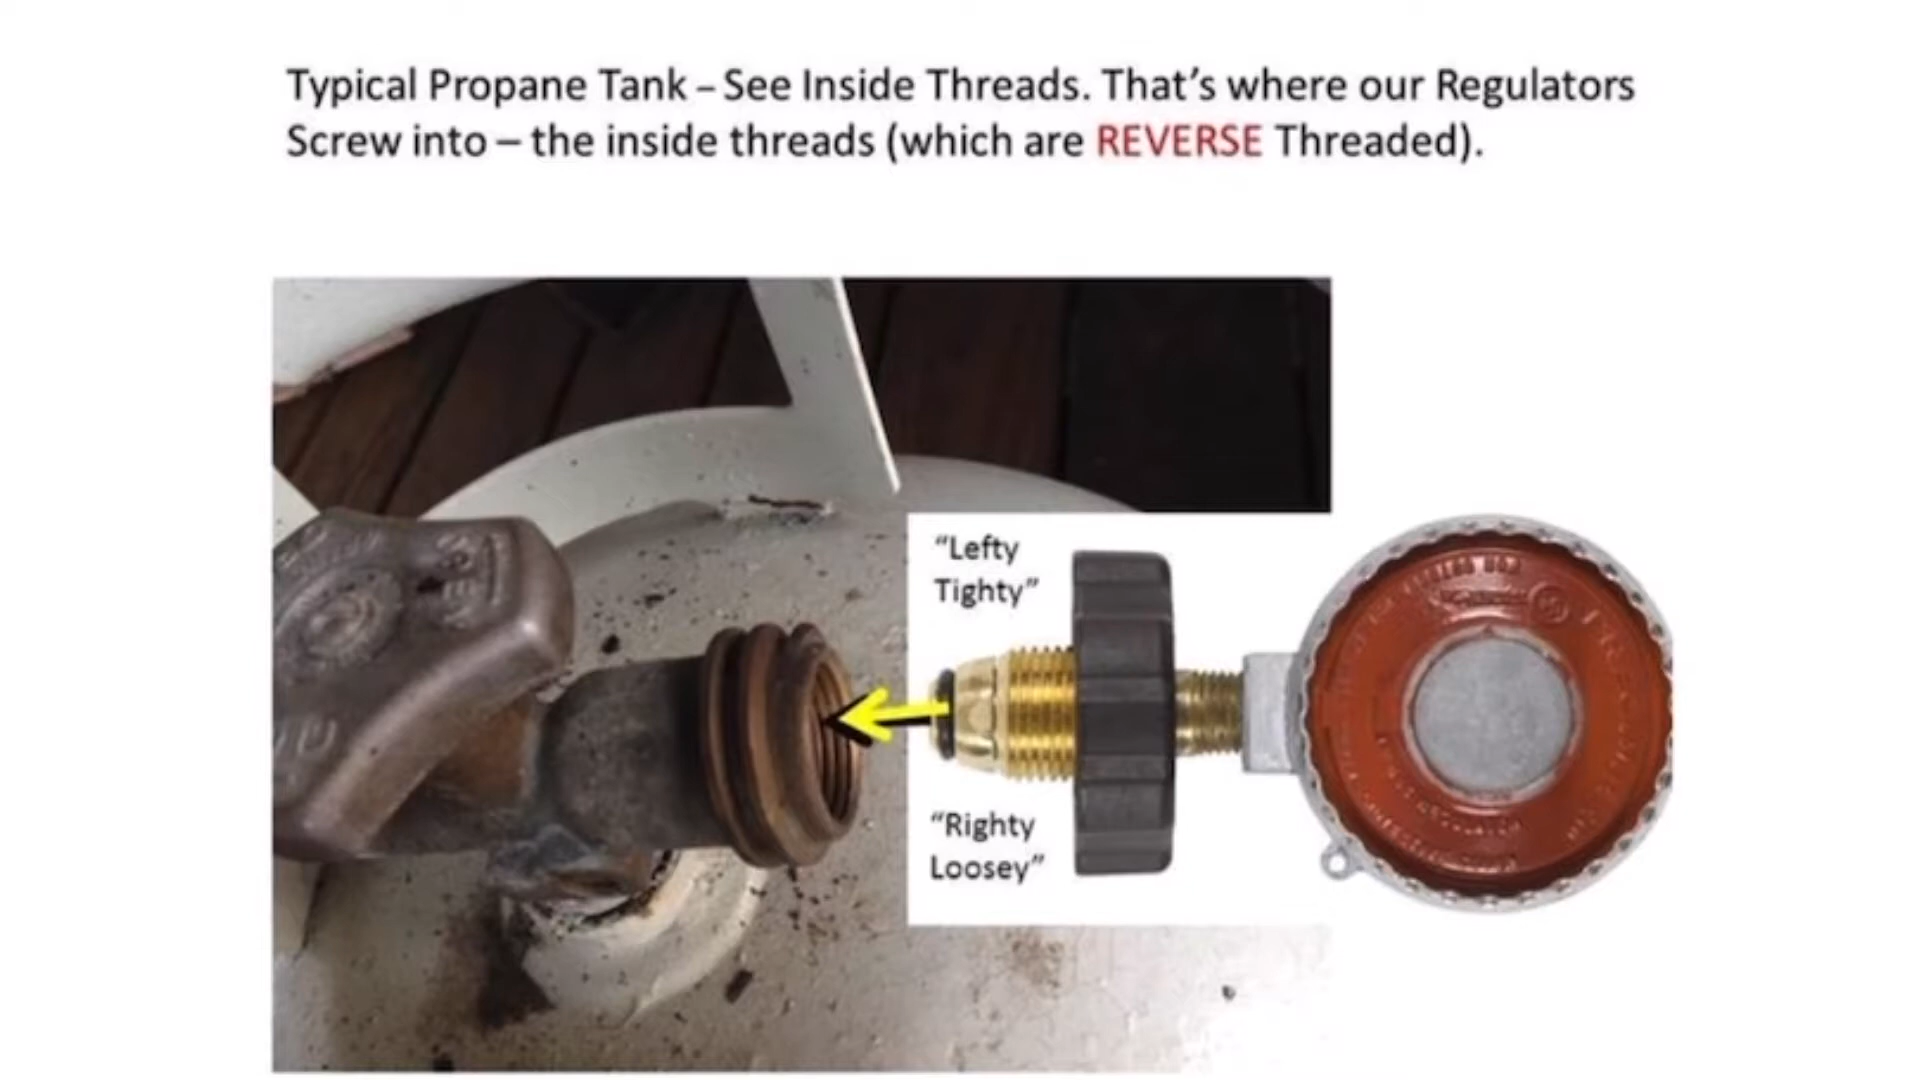 Typical Propane Tank – See Inside Threads. That’s where our Regulators
Screw into – the inside threads (which are REVERSE Threaded).
“Lefty
Tighty”
“Righty
Loosey”